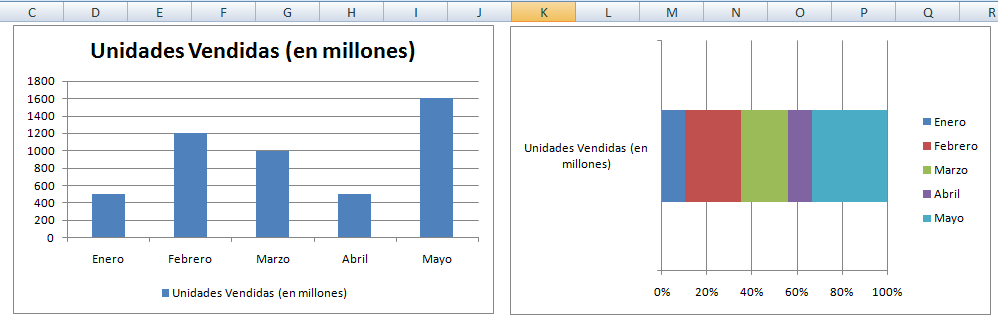 C D E F G H I J K L M N O P Q R
Unidades Vendidas (en millones)
1800
1600
1400
1200
1000
800
600
400
200
0
Enero Febrero Marzo Abril Mayo
Unidades Vendidas (en millones)
Unidades Vendidas (en
millones)
0% 20% 40% 60% 80% 100%
Enero
Febrero
Marzo
Abril
Mayo